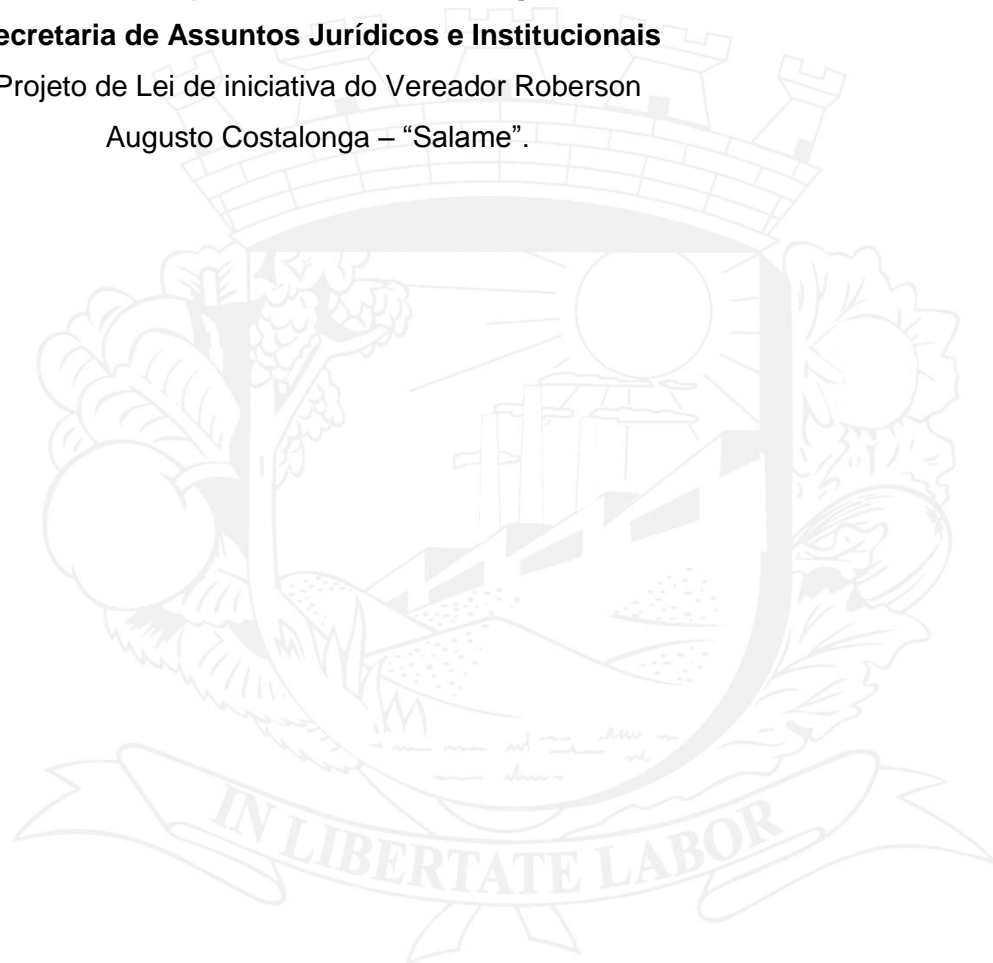 ecretaria de Assuntos Jurídicos e Institucionais
Projeto de Lei de iniciativa do Vereador Roberson
Augusto Costalonga – “Salame”.
IN LIBERTATE LABOR